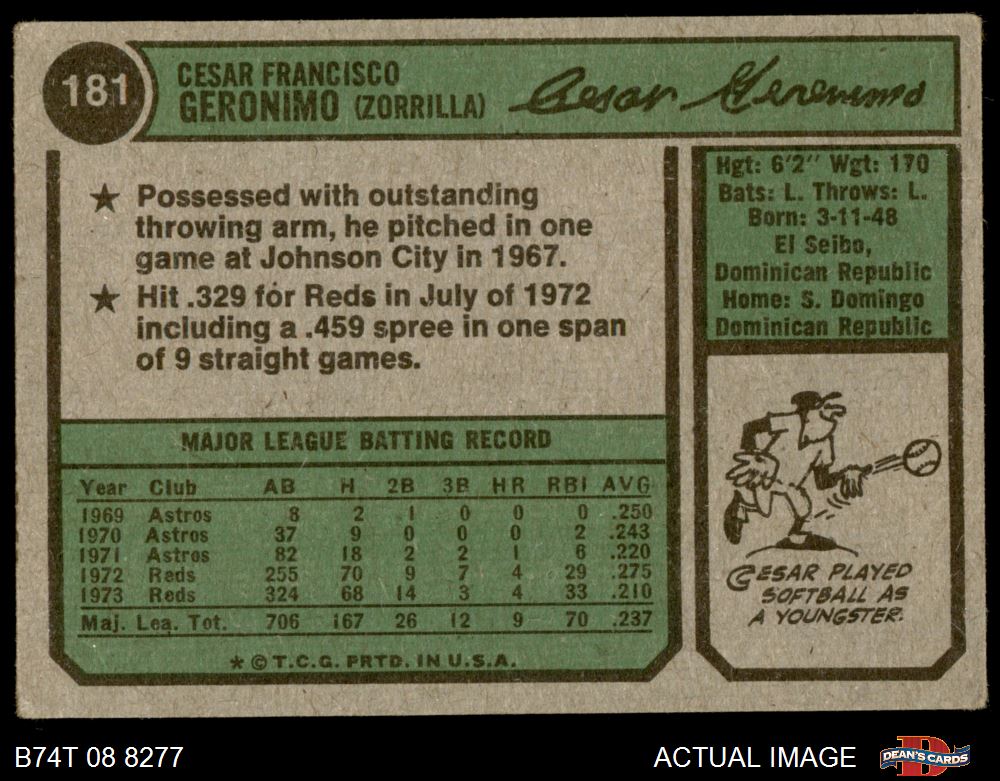 181
CESAR FRANCISCO
GERONIMO (ZORRILLA)
Cesar Geronimo
★ Possessed with outstanding
throwing arm, he pitched in one
game at Johnson City in 1967.
★ Hit .329 for Reds in July of 1972
including a .459 spree in one span
of 9 straight games.
Hgt: 6'2" Wgt: 170
Bats: L. Throws: L.
Born: 3-11-48
El Seibo,
Dominican Republic
Home: S. Domingo
Dominican Republic
MAJOR LEAGUE BATTING RECORD
Year Club AB H 2B 3B HR RBI AVG
1969 Astros 8 2 1 0 0 0 .250
1970 Astros 37 9 0 0 0 2 .243
1971 Astros 82 18 2 2 1 6 .220
1972 Reds 255 70 9 7 4 29 .275
1973 Reds 324 68 14 3 4 33 .210
Maj. Lea. Tot. 706 167 26 12 9 70 .237
★ © T.C.G. PRTD. IN U.S.A.
CESAR PLAYED
SOFTBALL AS
A YOUNGSTER.
B74T 08 8277
ACTUAL IMAGE
DEAN'S CARDS